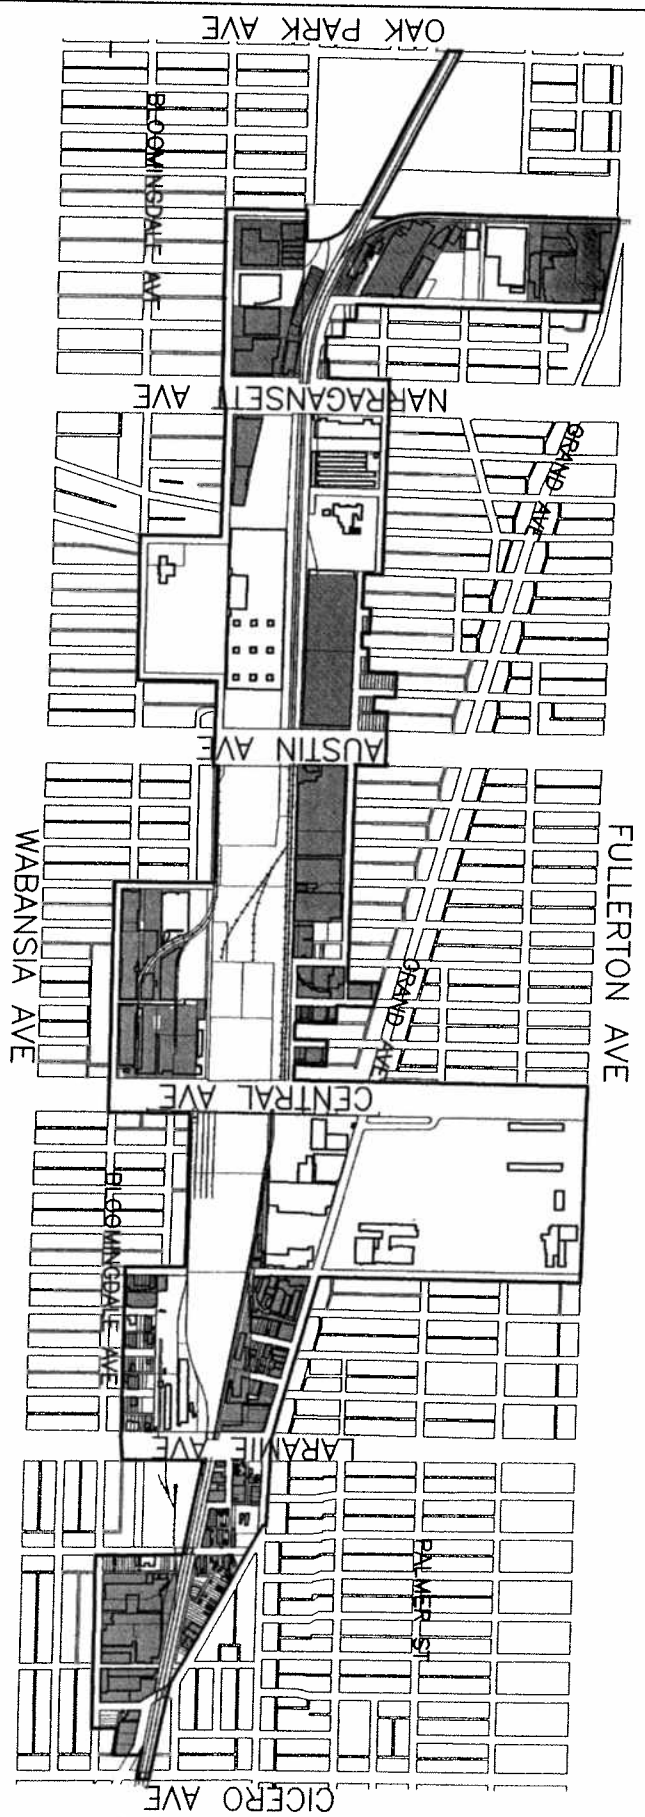 OAK PARK AVE
BLOOMINGDALE AVE
NARRAGANSETT AVE
GRAND AVE
AUSTIN AVE
FULLERTON AVE
WABANSIA AVE
GRAND AVE
CENTRAL AVE
BLOOMINGDALE AVE
LARAMIE AVE
PALMER ST
CICERO AVE